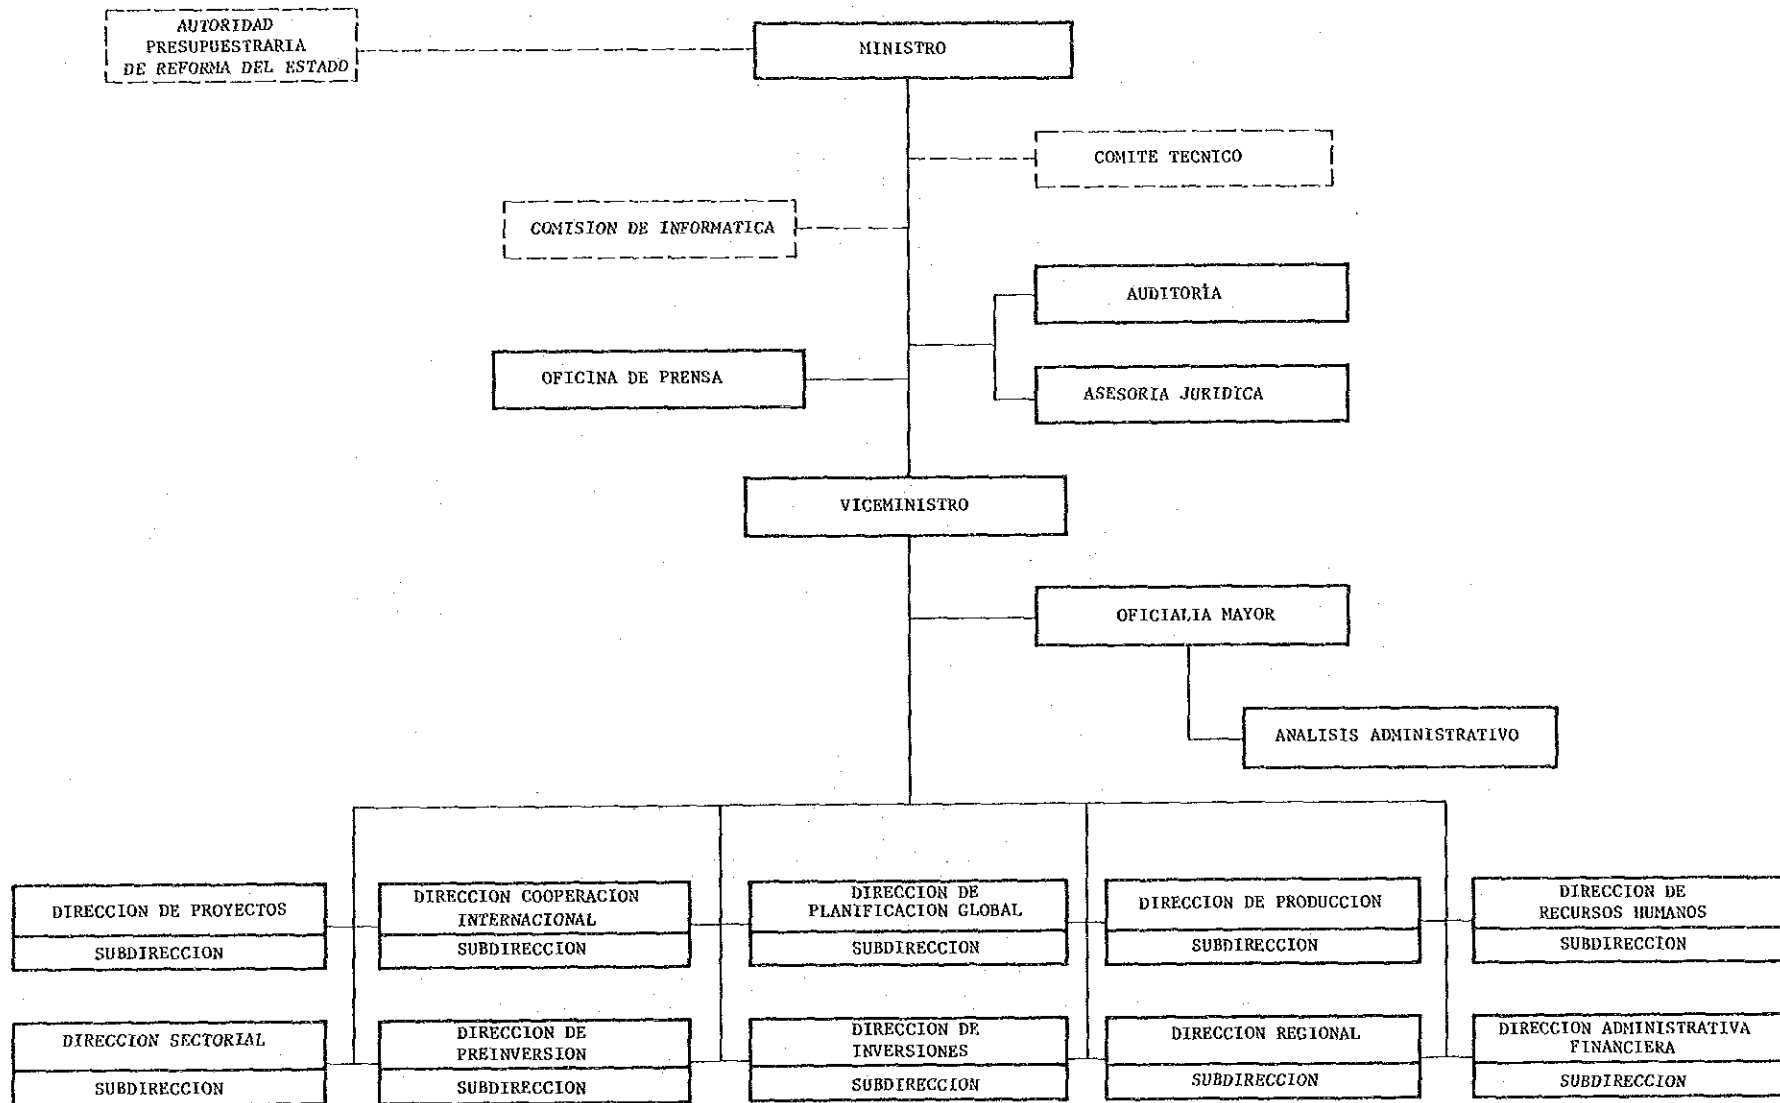 AUTORIDAD
PRESUPUESTRARIA
DE REFORMA DEL ESTADO
MINISTRO
COMITE TECNICO
COMISION DE INFORMATICA
AUDITORÍA
OFICINA DE PRENSA
ASESORIA JURIDICA
VICEMINISTRO
OFICIALIA MAYOR
ANALISIS ADMINISTRATIVO
DIRECCION DE PROYECTOS
SUBDIRECCION
DIRECCION COOPERACION
INTERNACIONAL
SUBDIRECCION
DIRECCION DE
PLANIFICACION GLOBAL
SUBDIRECCION
DIRECCION DE PRODUCCION
SUBDIRECCION
DIRECCION DE
RECURSOS HUMANOS
SUBDIRECCION
DIRECCION SECTORIAL
SUBDIRECCION
DIRECCION DE
PREINVERSION
SUBDIRECCION
DIRECCION DE
INVERSIONES
SUBDIRECCION
DIRECCION REGIONAL
SUBDIRECCION
DIRECCION ADMINISTRATIVA
FINANCIERA
SUBDIRECCION